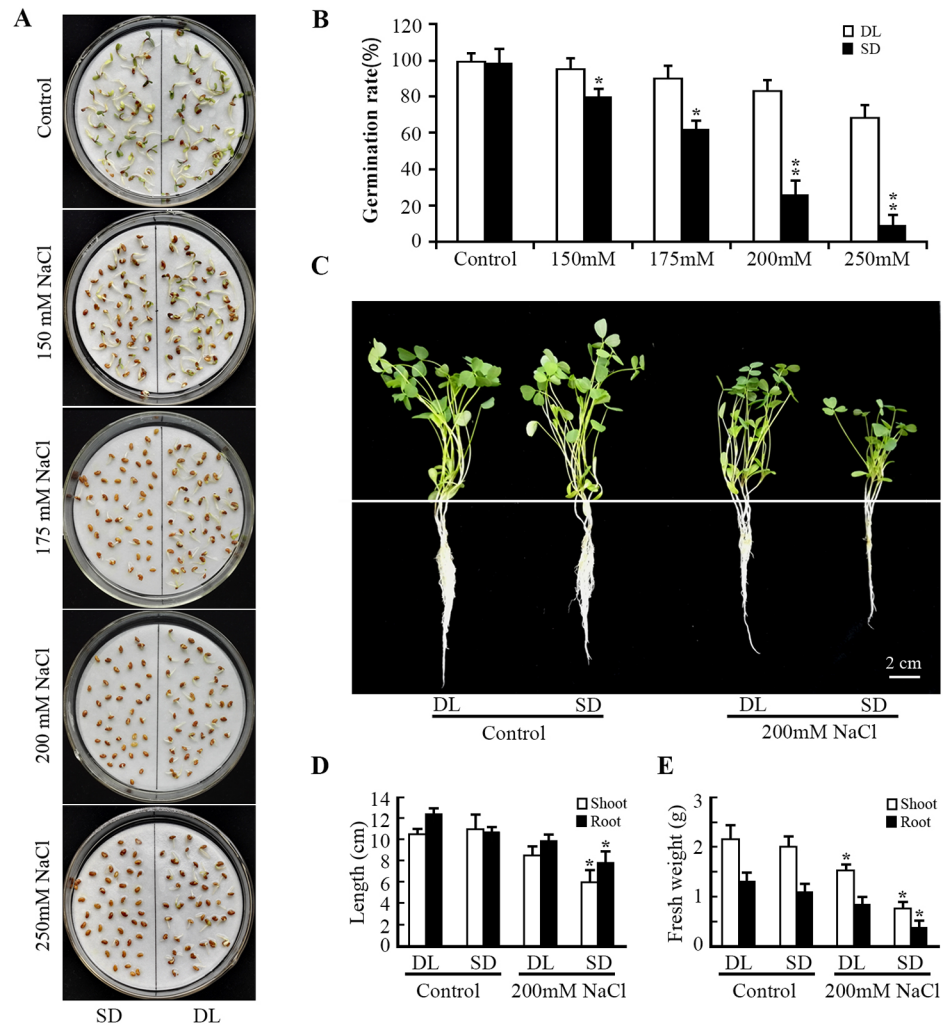 A
Control
150 mM NaCl
175 mM NaCl
200 mM NaCl
250mM NaCl
SD DL
B
Germination rate(%)
120
100
80
60
40
20
0
DL
SD
*
*
*
*
*
*
Control 150mM 175mM 200mM 250mM
C
2 cm
DL SD DL SD
Control 200mM NaCl
D
Length (cm)
14
12
10
8
6
4
2
0
Shoot
Root
* *
DL SD DL SD
Control 200mM NaCl
E
Fresh weight (g)
3
2
1
0
Shoot
Root
*
* *
DL SD DL SD
Control 200mM NaCl